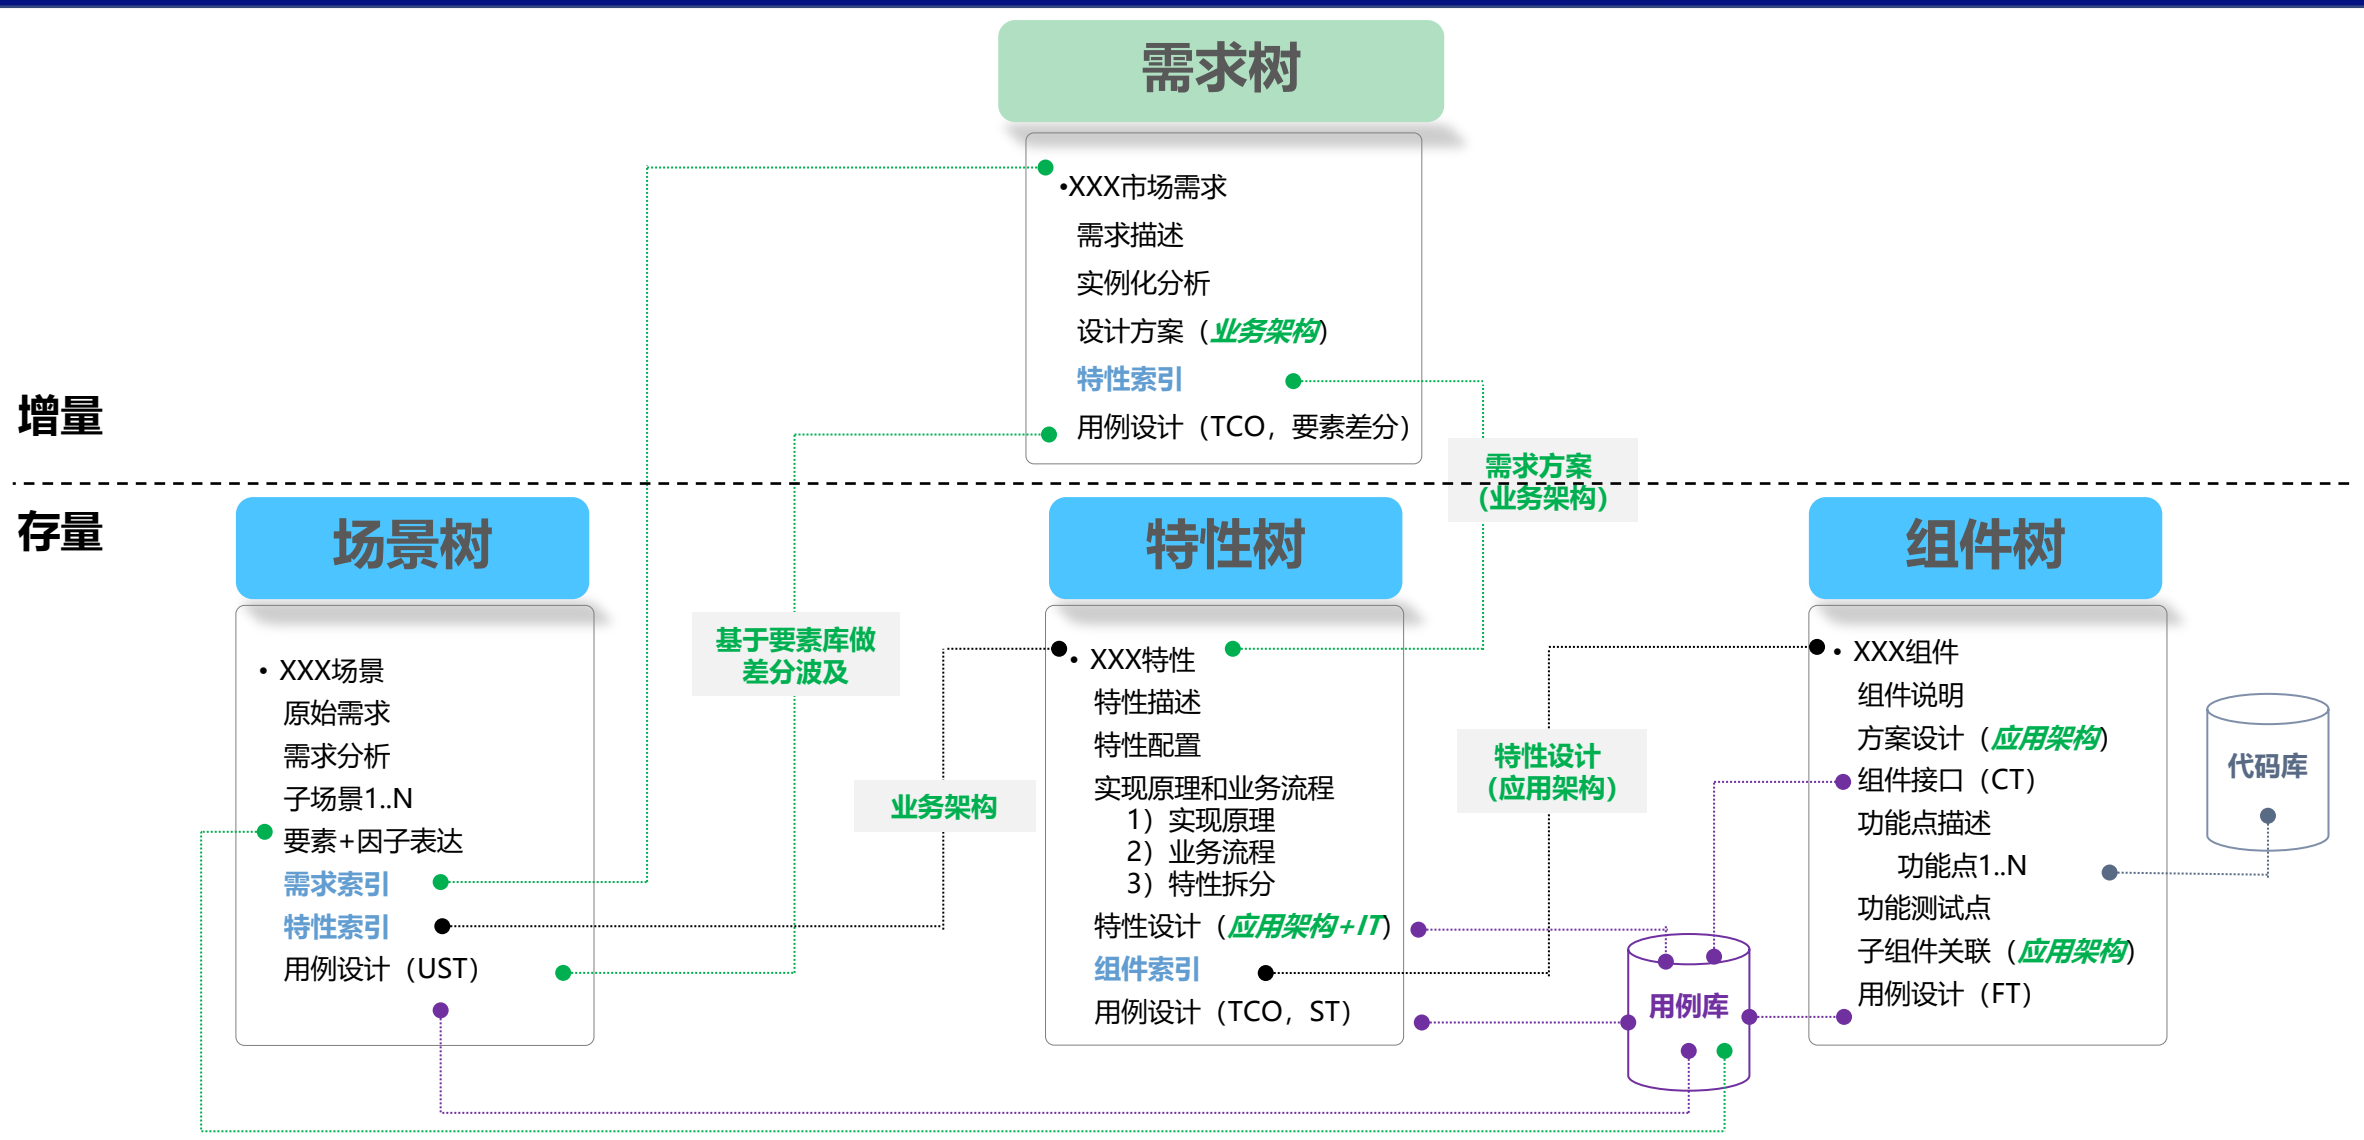 需求树
•XXX市场需求
需求描述
实例化分析
设计方案（业务架构）
特性索引
用例设计（TCO，要素差分）
增量
需求方案
（业务架构）
存量
场景树
• XXX场景
原始需求
需求分析
子场景1..N
要素+因子表达
需求索引
特性索引
用例设计（UST）
基于要素库做
差分波及
业务架构
特性树
• XXX特性
特性描述
特性配置
实现原理和业务流程
1）实现原理
2）业务流程
3）特性拆分
特性设计（应用架构+IT）
组件索引
用例设计（TCO，ST）
特性设计
（应用架构）
用例库
组件树
• XXX组件
组件说明
方案设计（应用架构）
组件接口（CT）
功能点描述
功能点1..N
功能测试点
子组件关联（应用架构）
用例设计（FT）
代码库